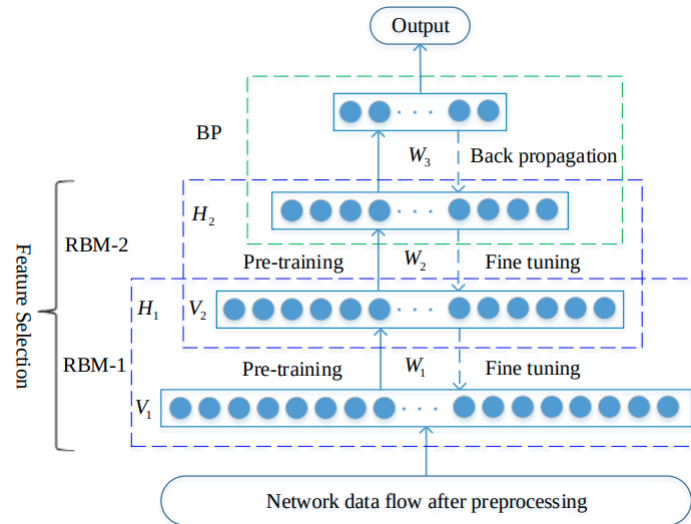 Output
BP
W₃
Back propagation
H₂
RBM-2
Pre-training
W₂
Fine tuning
Feature Selection
H₁
V₂
RBM-1
Pre-training
W₁
Fine tuning
V₁
Network data flow after preprocessing